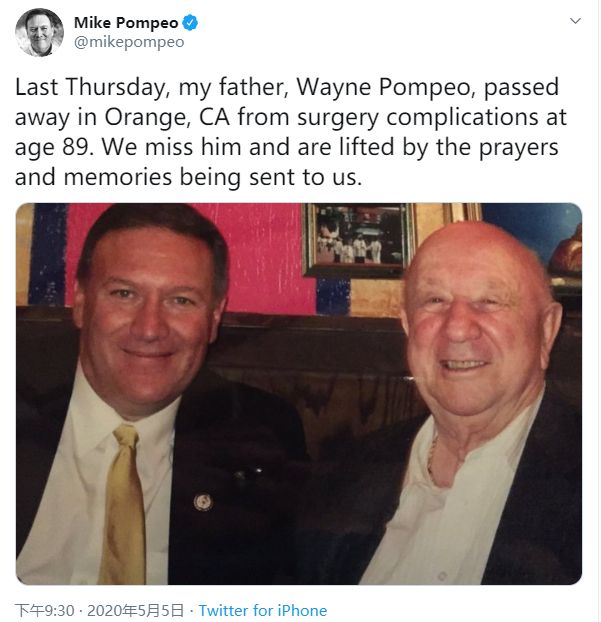 Mike Pompeo
@mikepompeo
Last Thursday, my father, Wayne Pompeo, passed
away in Orange, CA from surgery complications at
age 89. We miss him and are lifted by the prayers
and memories being sent to us.
下午9:30 · 2020年5月5日 · Twitter for iPhone